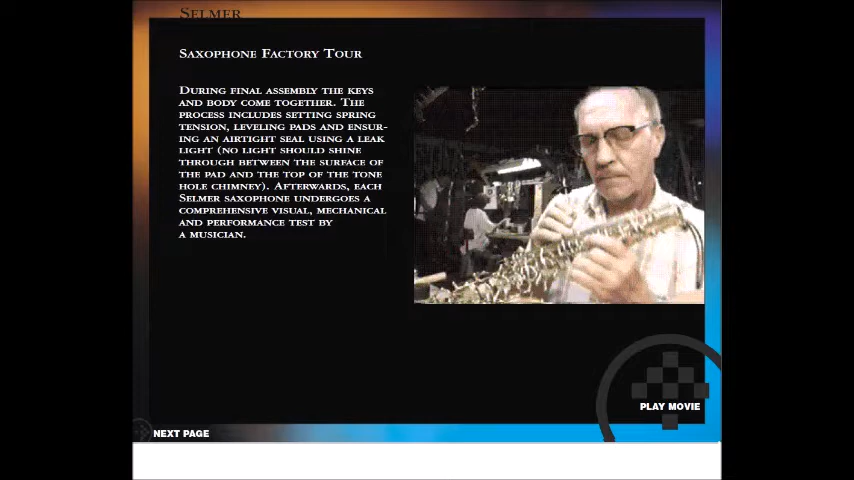 SELMER
SAXOPHONE FACTORY TOUR
DURING FINAL ASSEMBLY THE KEYS
AND BODY COME TOGETHER. THE
PROCESS INCLUDES SETTING SPRING
TENSION, LEVELING PADS AND ENSUR-
ING AN AIRTIGHT SEAL USING A LEAK
LIGHT (NO LIGHT SHOULD SHINE
THROUGH BETWEEN THE SURFACE OF
THE PAD AND THE TOP OF THE TONE
HOLE CHIMNEY). AFTERWARDS, EACH
SELMER SAXOPHONE UNDERGOES A
COMPREHENSIVE VISUAL, MECHANICAL
AND PERFORMANCE TEST BY
A MUSICIAN.
PLAY MOVIE
NEXT PAGE